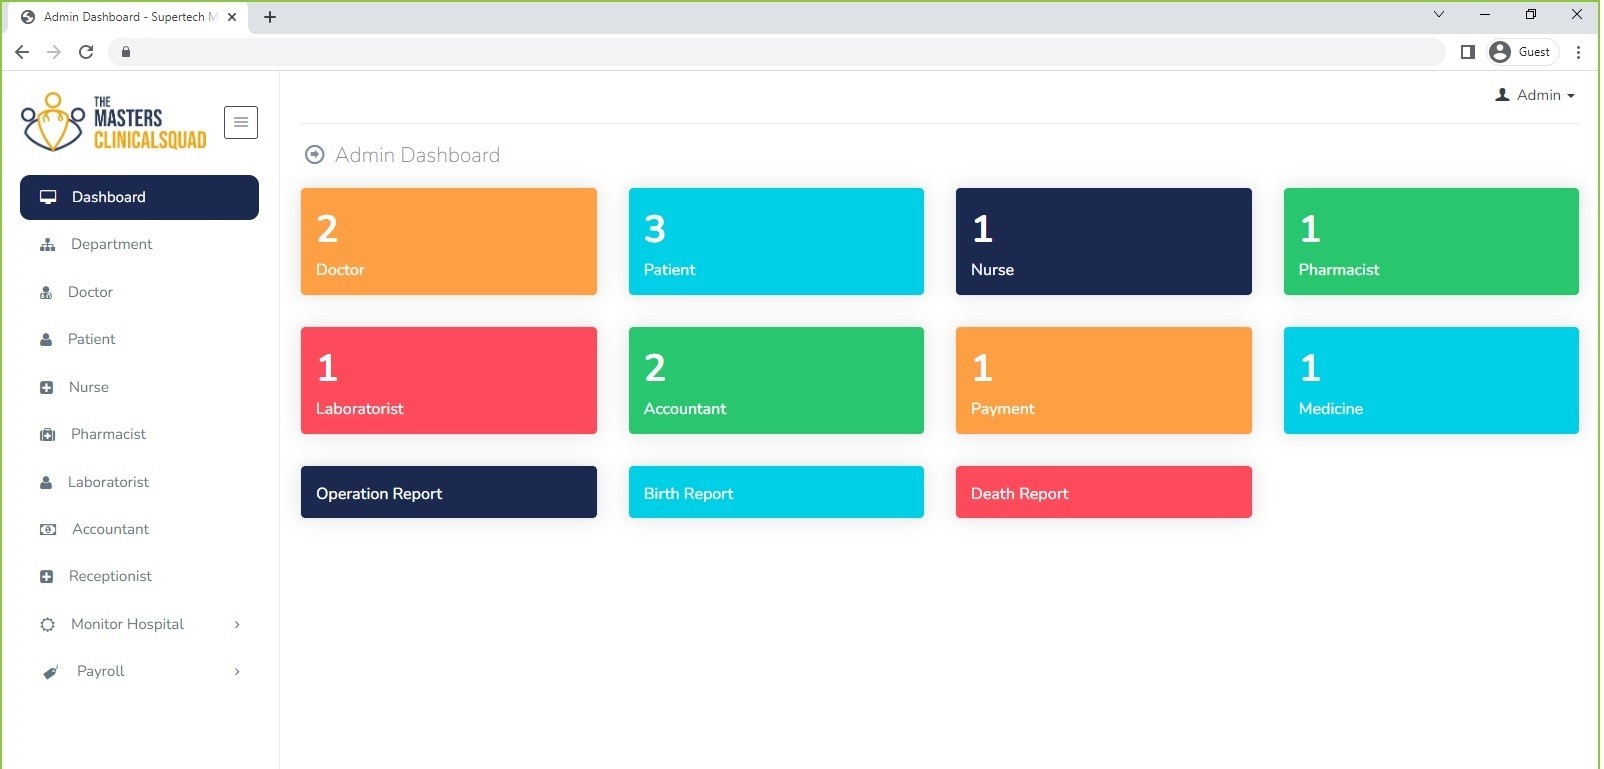 Admin Dashboard - Supertech M
Guest
THE
MASTERS
CLINICALSQUAD
Admin
Admin Dashboard
Dashboard
Department
Doctor
Patient
Nurse
Pharmacist
Laboratorist
Accountant
Receptionist
Monitor Hospital
Payroll
2
Doctor
3
Patient
1
Nurse
1
Pharmacist
1
Laboratorist
2
Accountant
1
Payment
1
Medicine
Operation Report
Birth Report
Death Report